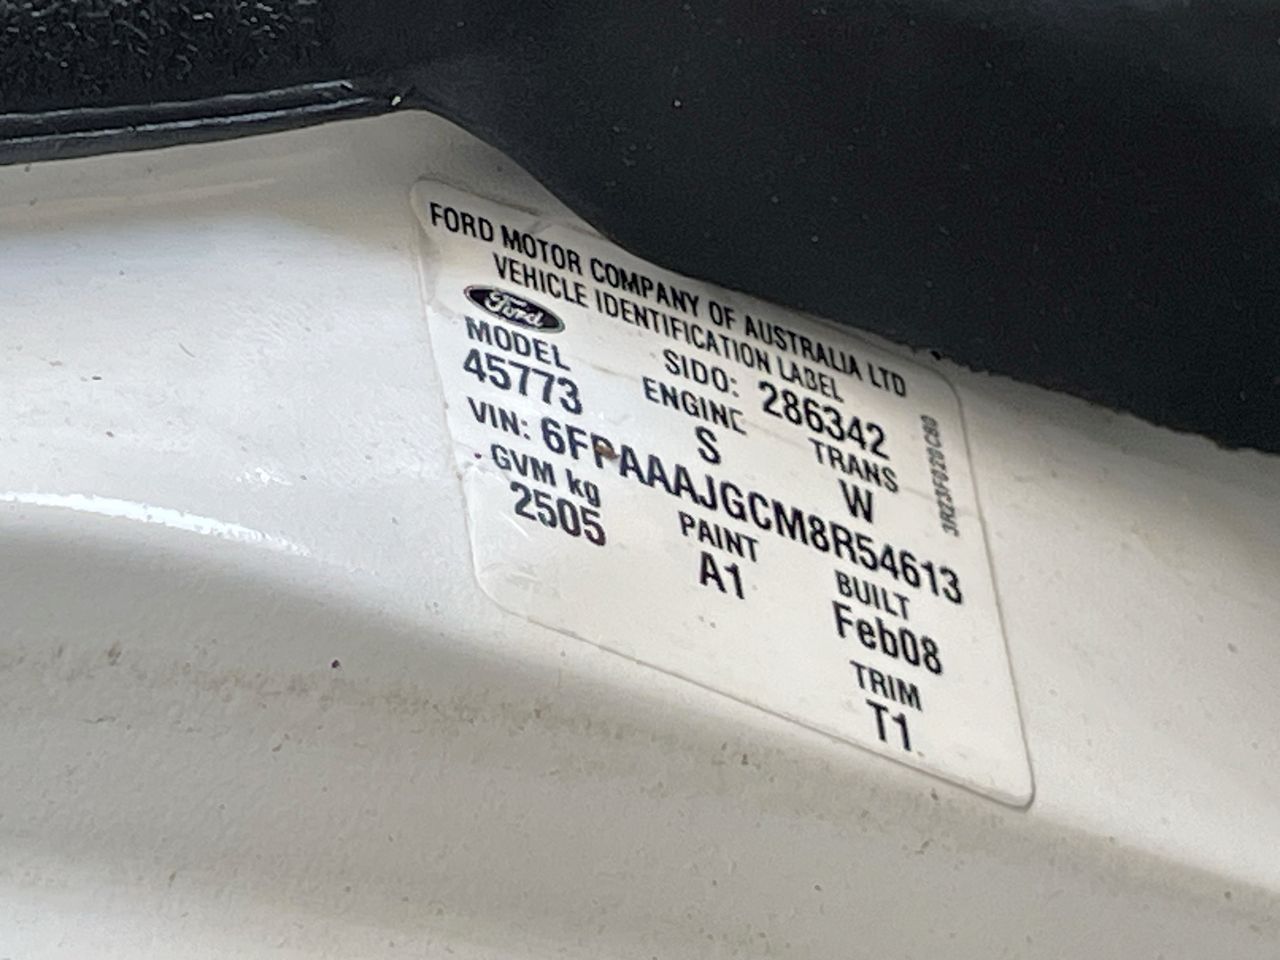 FORD MOTOR COMPANY OF AUSTRALIA LTD
VEHICLE IDENTIFICATION LABEL
Ford
SIDO: 286342
MODEL ENGINE TRANS
45773 S W
VIN: 6FPAAAJGCM8R54613
GVM kg PAINT BUILT
2505 A1 Feb08
TRIM
T1